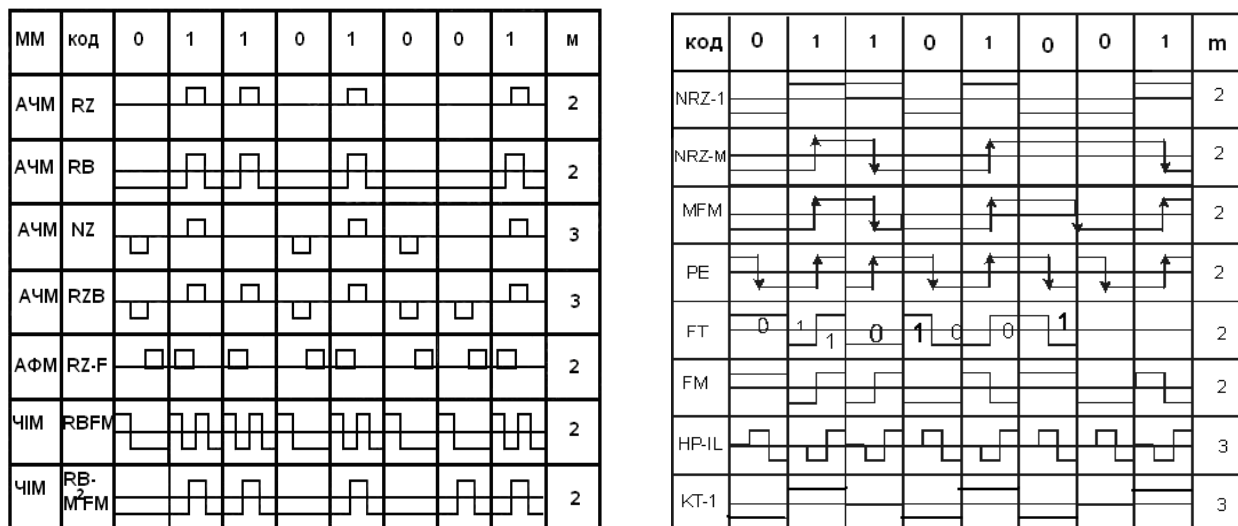 ММ код 0 1 1 0 1 0 0 1 м
АЧМ RZ 2
АЧМ RB 2
АЧМ NZ 3
АЧМ RZB 3
АФМ RZ-F 2
ЧІМ RBFM 2
ЧІМ RB-M²FM 2
код 0 1 1 0 1 0 0 1 m
NRZ-1 2
NRZ-M 2
MFM 2
PE 2
FT 0 1 1 0 1 0 0 1 2
FM 2
HP-IL 3
KT-1 3